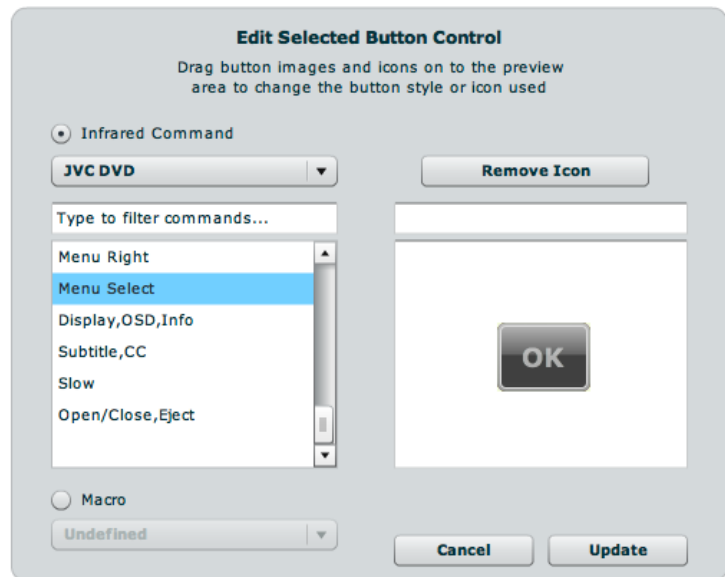 Edit Selected Button Control
Drag button images and icons on to the preview
area to change the button style or icon used
Infrared Command
JVC DVD
Remove Icon
Type to filter commands...
Menu Right
Menu Select
Display,OSD,Info
Subtitle,CC
Slow
Open/Close,Eject
OK
Macro
Undefined
Cancel
Update